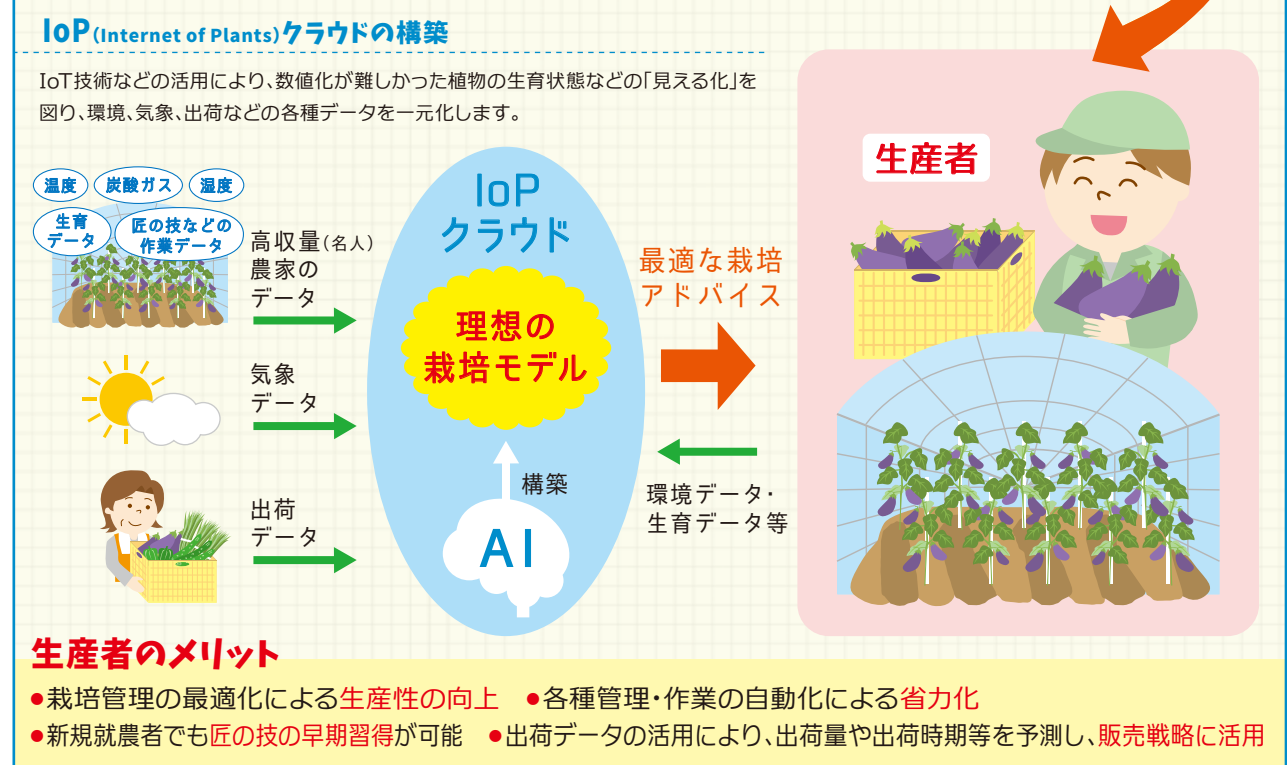 IoP(Internet of Plants)クラウドの構築
IoT技術などの活用により、数値化が難しかった植物の生育状態などの「見える化」を
図り、環境、気象、出荷などの各種データを一元化します。
温度
炭酸ガス
湿度
生育
データ
匠の技などの
作業データ
高収量(名人)
農家の
データ
気象
データ
出荷
データ
IoP
クラウド
理想の
栽培モデル
構築
AI
最適な栽培
アドバイス
環境データ・
生育データ等
生産者
生産者のメリット
●栽培管理の最適化による生産性の向上 ●各種管理・作業の自動化による省力化
●新規就農者でも匠の技の早期習得が可能 ●出荷データの活用により、出荷量や出荷時期等を予測し、販売戦略に活用